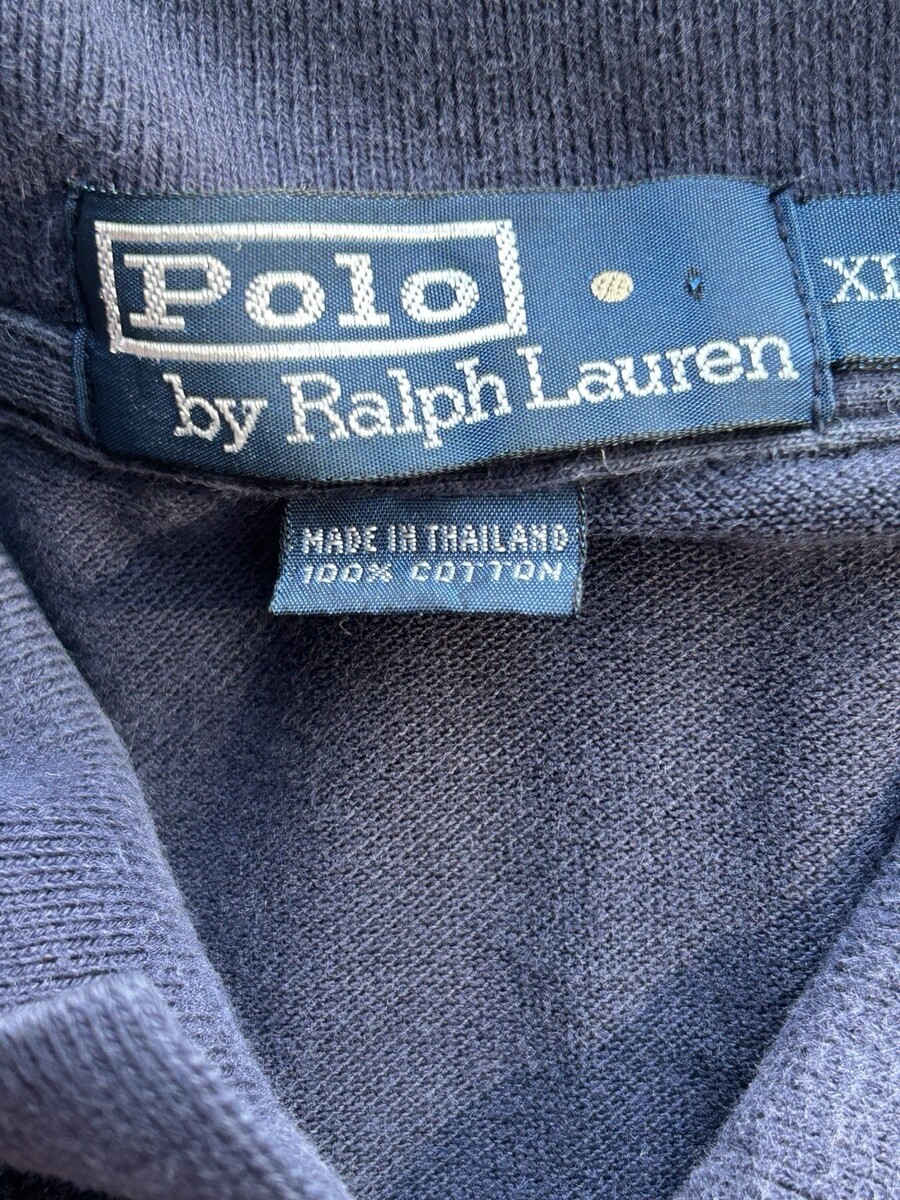 Polo
by Ralph Lauren
MADE IN THAILAND
100% COTTON